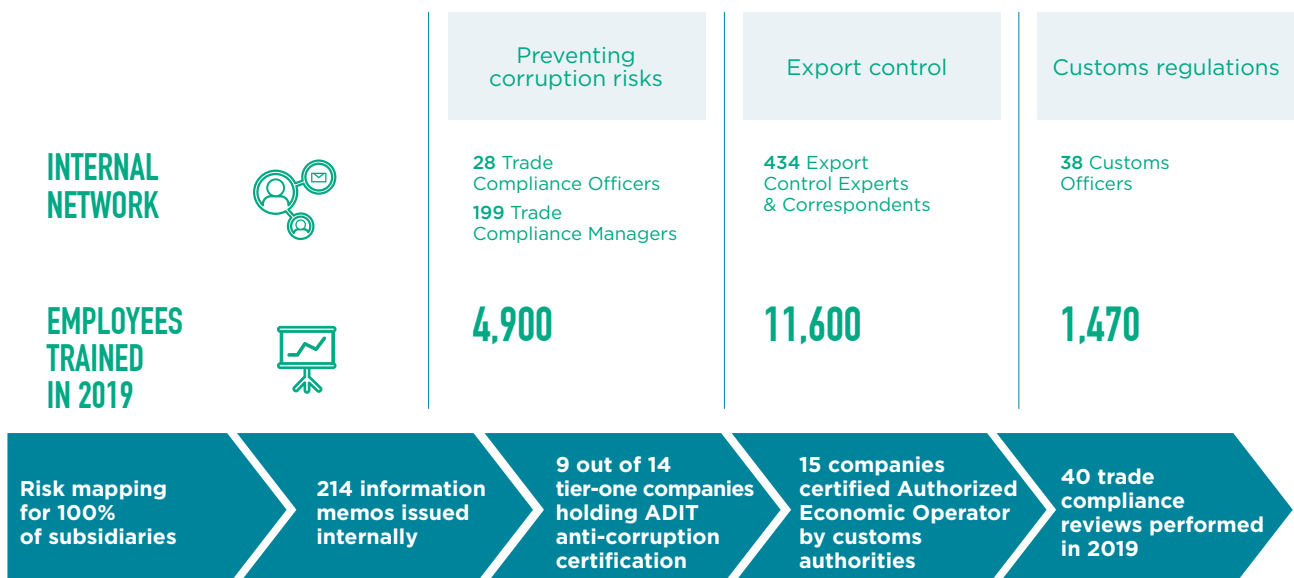 Preventing
corruption risks
Export control
Customs regulations
INTERNAL
NETWORK
28 Trade
Compliance Officers
199 Trade
Compliance Managers
434 Export
Control Experts
& Correspondents
38 Customs
Officers
EMPLOYEES
TRAINED
IN 2019
4,900
11,600
1,470
Risk mapping
for 100%
of subsidiaries
214 information
memos issued
internally
9 out of 14
tier-one companies
holding ADIT
anti-corruption
certification
15 companies
certified Authorized
Economic Operator
by customs
authorities
40 trade
compliance
reviews performed
in 2019